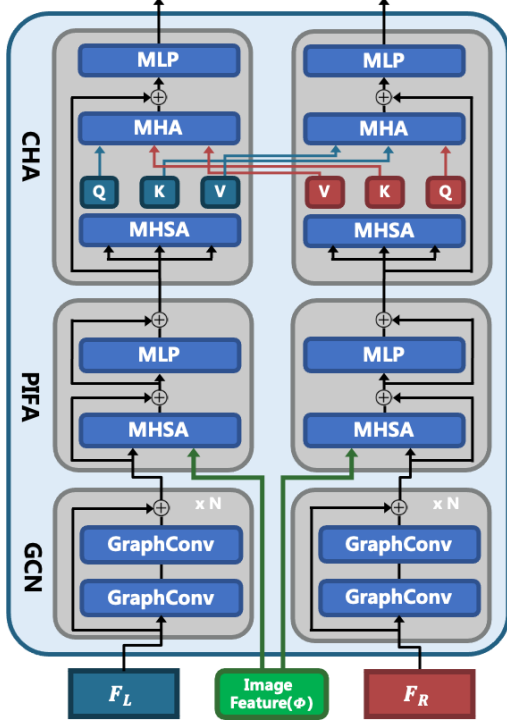 MLP
MLP
MHA
MHA
CHA
Q
K
V
V
K
Q
MHSA
MHSA
MLP
MLP
PIFA
MHSA
MHSA
x N
x N
GraphConv
GraphConv
GCN
GraphConv
GraphConv
F_L
Image
Feature(Φ)
F_R